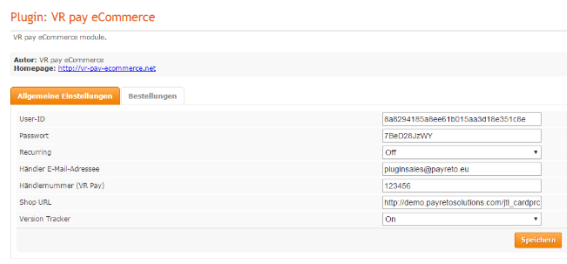 Plugin: VR pay eCommerce
VR pay eCommerce module.
Autor: VR pay eCommerce
Homepage: http://vr-pay-ecommerce.net
Allgemeine Einstellungen Bestellungen
User-ID 8a8294185a8ee61b015aa3d18e351c6e
Passwort 7BeD28JzWY
Recurring Off
Händler E-Mail-Adressee pluginsales@payreto.eu
Händlernummer (VR Pay) 123456
Shop URL http://demo.payretosolutions.com/jtl_cardprc
Version Tracker On
Speichern